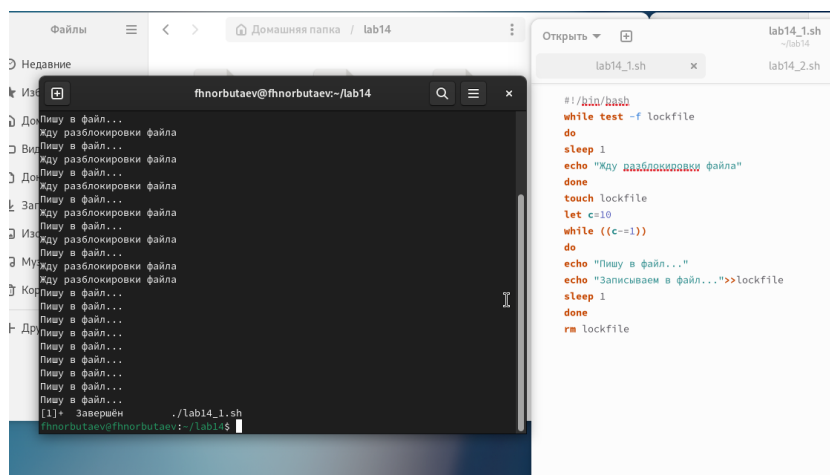 Файлы
Домашняя папка / lab14
Недавние
Открыть
lab14_1.sh
~/lab14
lab14_1.sh
lab14_2.sh
fhnorbutaev@fhnorbutaev:~/lab14
Пишу в файл...
Жду разблокировки файла
Пишу в файл...
Жду разблокировки файла
Пишу в файл...
Жду разблокировки файла
Пишу в файл...
Жду разблокировки файла
Пишу в файл...
Жду разблокировки файла
Пишу в файл...
Жду разблокировки файла
Жду разблокировки файла
Пишу в файл...
Пишу в файл...
Пишу в файл...
Пишу в файл...
Пишу в файл...
Пишу в файл...
Пишу в файл...
Пишу в файл...
Пишу в файл...
[1]+ Завершён ./lab14_1.sh
fhnorbutaev@fhnorbutaev:~/lab14$
#!/bin/bash
while test -f lockfile
do
sleep 1
echo "Жду разблокировки файла"
done
touch lockfile
let c=10
while ((c-=1))
do
echo "Пишу в файл..."
echo "Записываем в файл...">>lockfile
sleep 1
done
rm lockfile